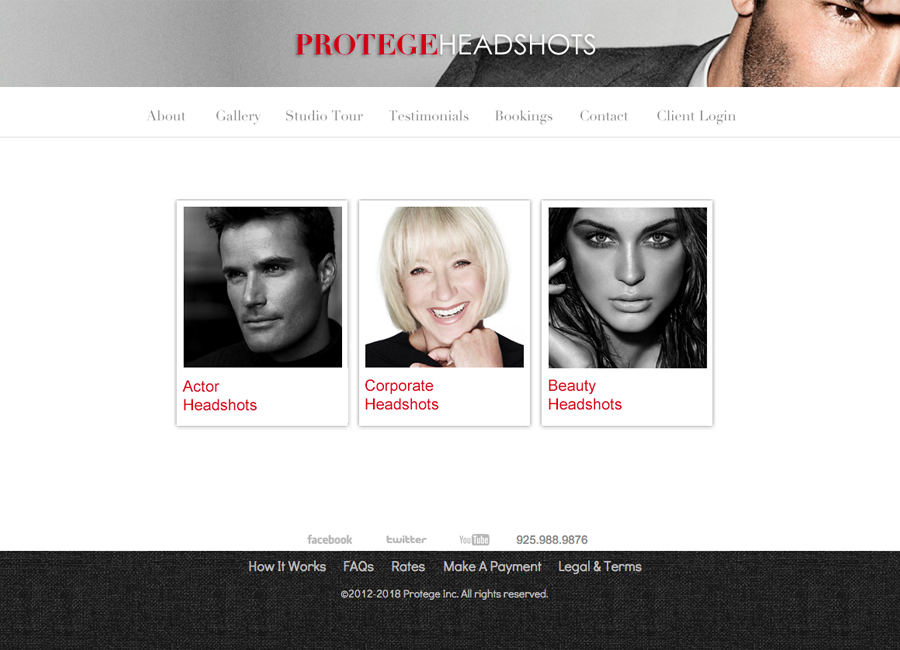 PROTEGEHEADSHOTS
About Gallery Studio Tour Testimonials Bookings Contact Client Login
Actor
Headshots
Corporate
Headshots
Beauty
Headshots
facebook twitter YouTube 925.988.9876
How It Works FAQs Rates Make A Payment Legal & Terms
©2012-2018 Protege Inc. All rights reserved.